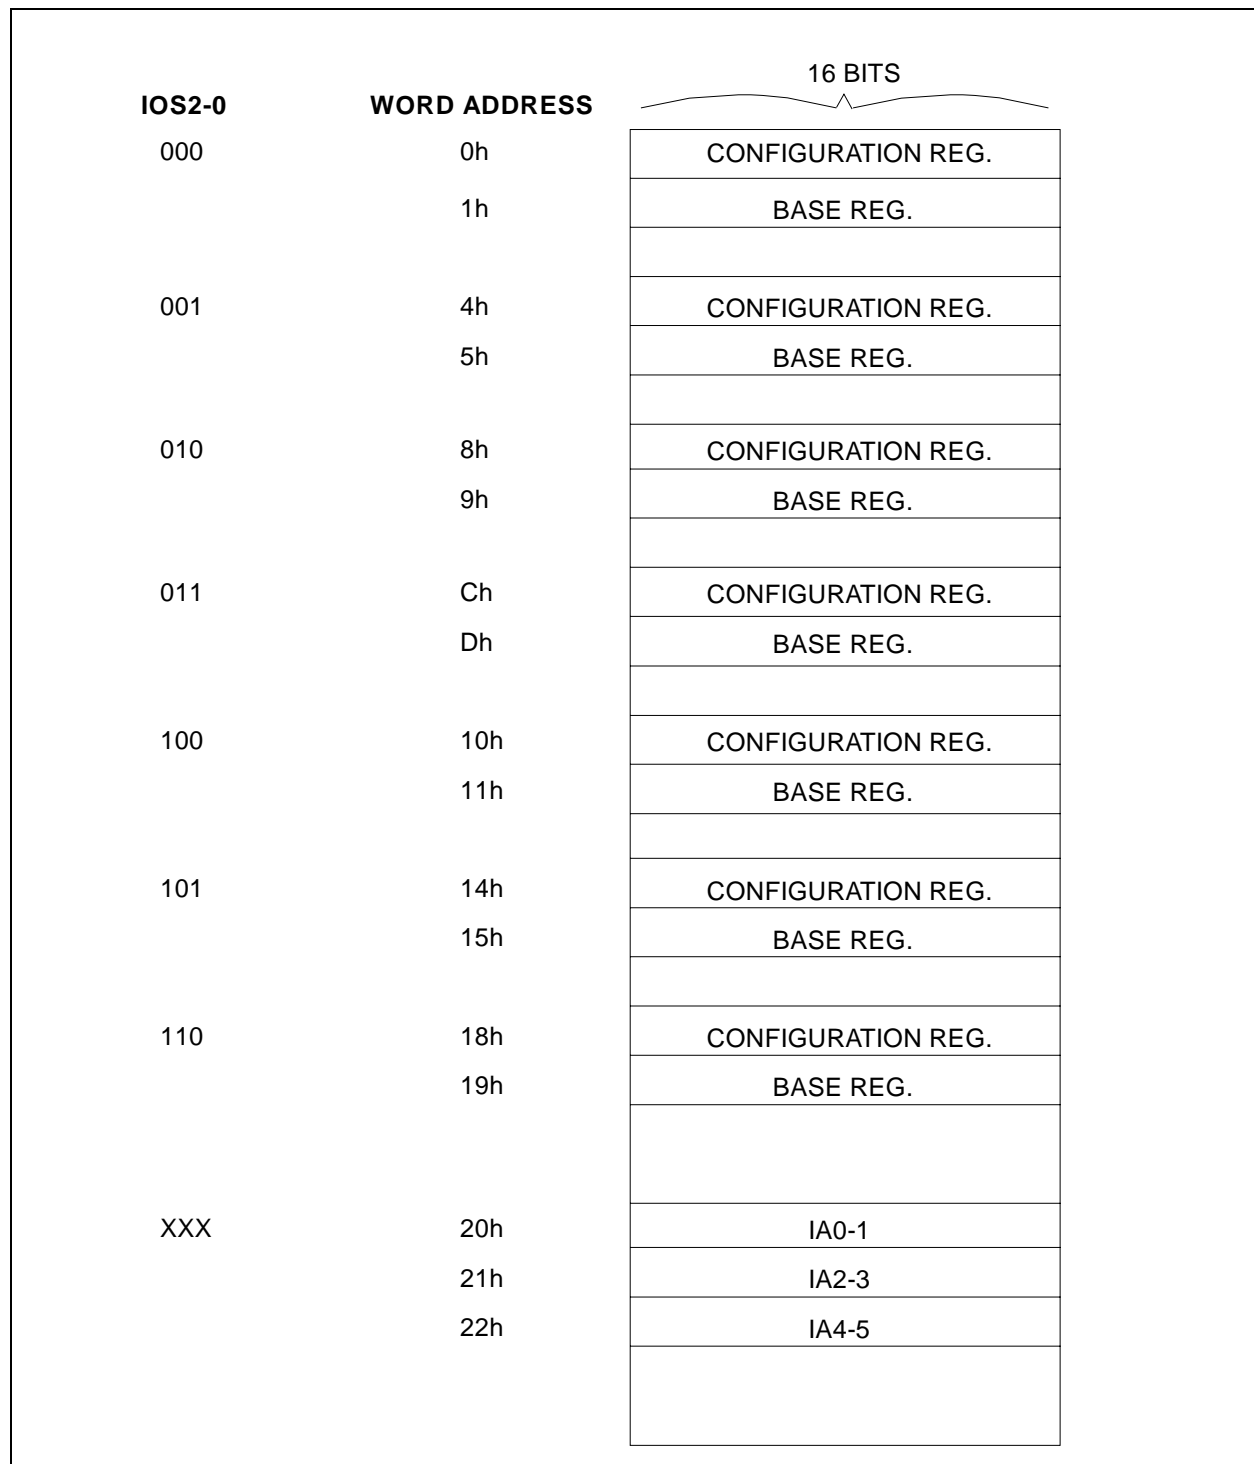 16 BITS
IOS2-0 WORD ADDRESS
000 0h CONFIGURATION REG.
1h BASE REG.
001 4h CONFIGURATION REG.
5h BASE REG.
010 8h CONFIGURATION REG.
9h BASE REG.
011 Ch CONFIGURATION REG.
Dh BASE REG.
100 10h CONFIGURATION REG.
11h BASE REG.
101 14h CONFIGURATION REG.
15h BASE REG.
110 18h CONFIGURATION REG.
19h BASE REG.
XXX 20h IA0-1
21h IA2-3
22h IA4-5